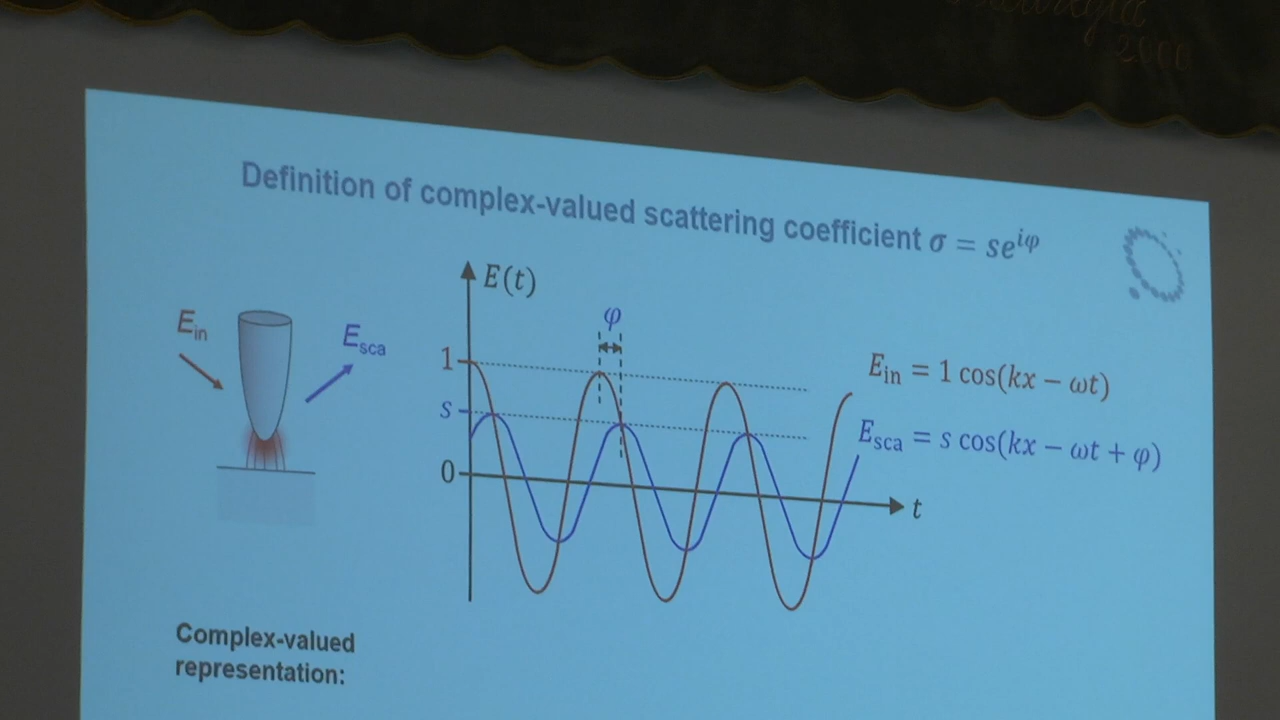 2000
Definition of complex-valued scattering coefficient σ = se^{iφ}
E(t)
φ
E_in
E_sca
1
s
0
E_in = 1 cos(kx − ωt)
E_sca = s cos(kx − ωt + φ)
t
Complex-valued
representation: